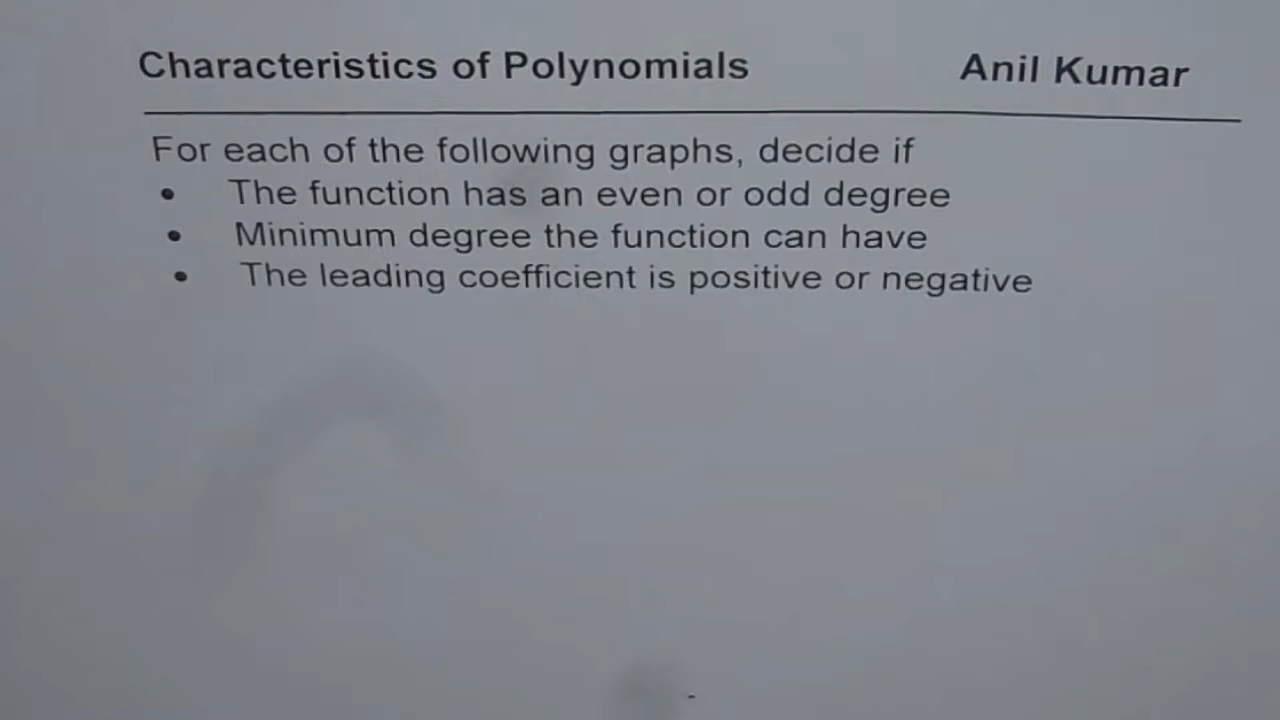 Characteristics of Polynomials Anil Kumar
For each of the following graphs, decide if
• The function has an even or odd degree
• Minimum degree the function can have
• The leading coefficient is positive or negative